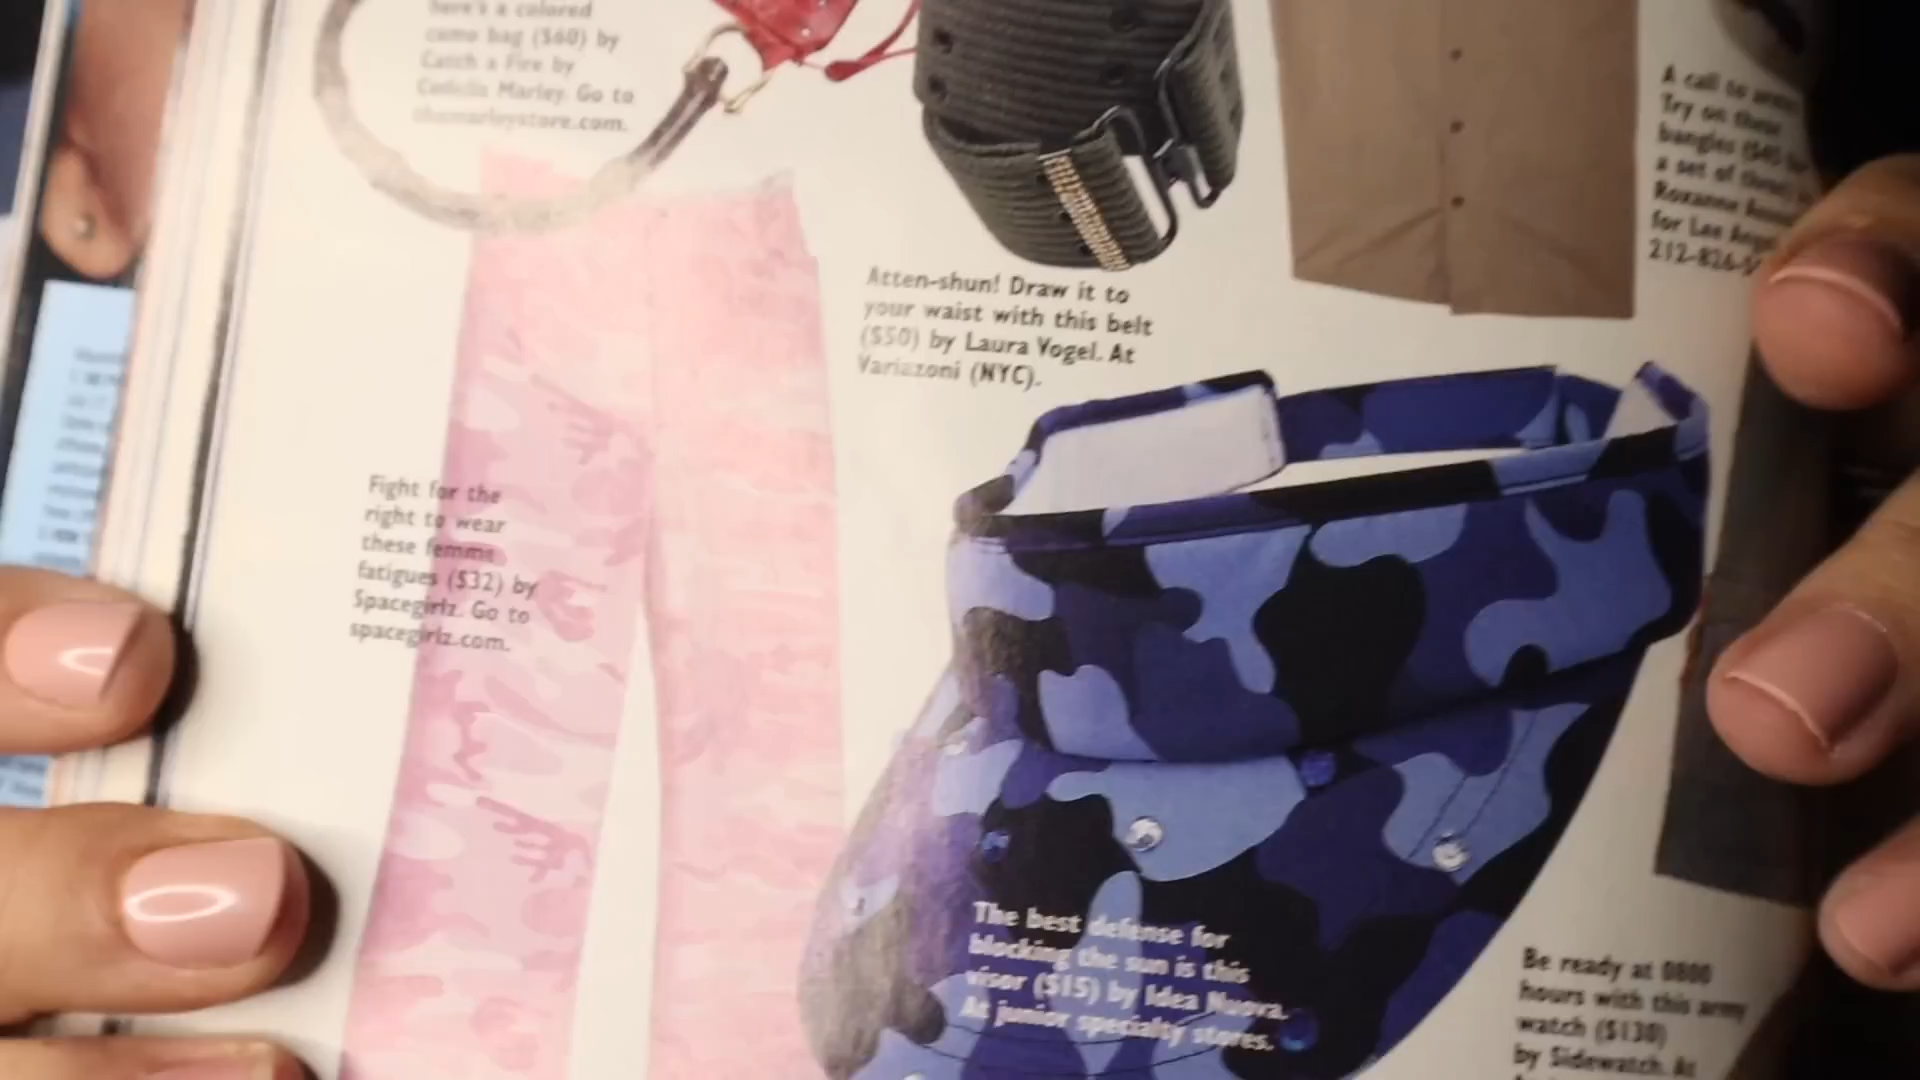 here's a colored
camo bag ($60) by
Catch a Fire by
Cedella Marley. Go to
themarleystore.com.
A call to arms!
Try on these
bangles ($45 for
a set of three)
Roxanne
for Lee
212-826-
Atten-shun! Draw it to
your waist with this belt
($50) by Laura Vogel. At
Variazoni (NYC).
Fight for the
right to wear
these femme
fatigues ($32) by
Spacegirlz. Go to
spacegirlz.com.
The best defense for
blocking the sun is this
visor ($15) by Idea Nuova.
At junior specialty stores.
Be ready at 0800
hours with this army
watch ($130)
by Sidewatch. At